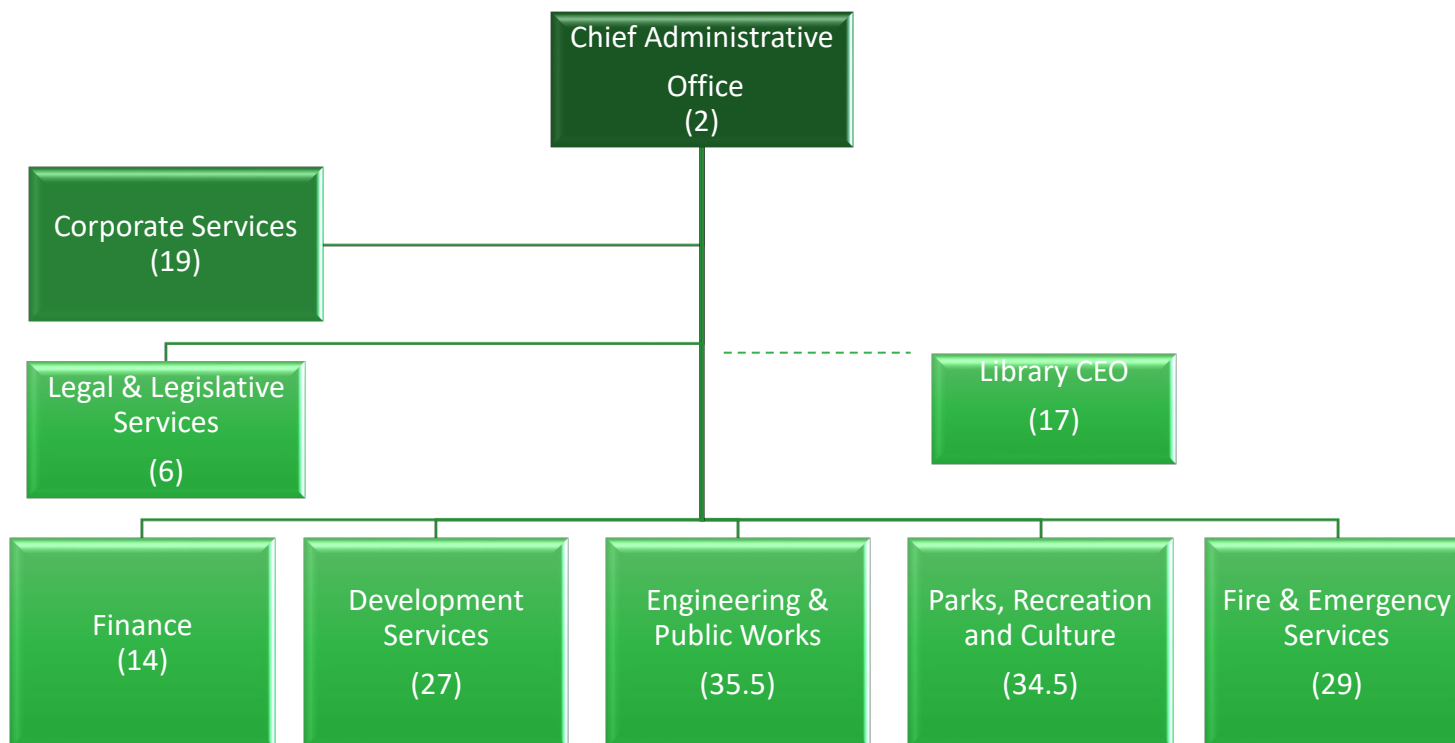 Chief Administrative
Office
(2)
Corporate Services
(19)
Legal & Legislative
Services
(6)
Library CEO
(17)
Finance
(14)
Development
Services
(27)
Engineering &
Public Works
(35.5)
Parks, Recreation
and Culture
(34.5)
Fire & Emergency
Services
(29)